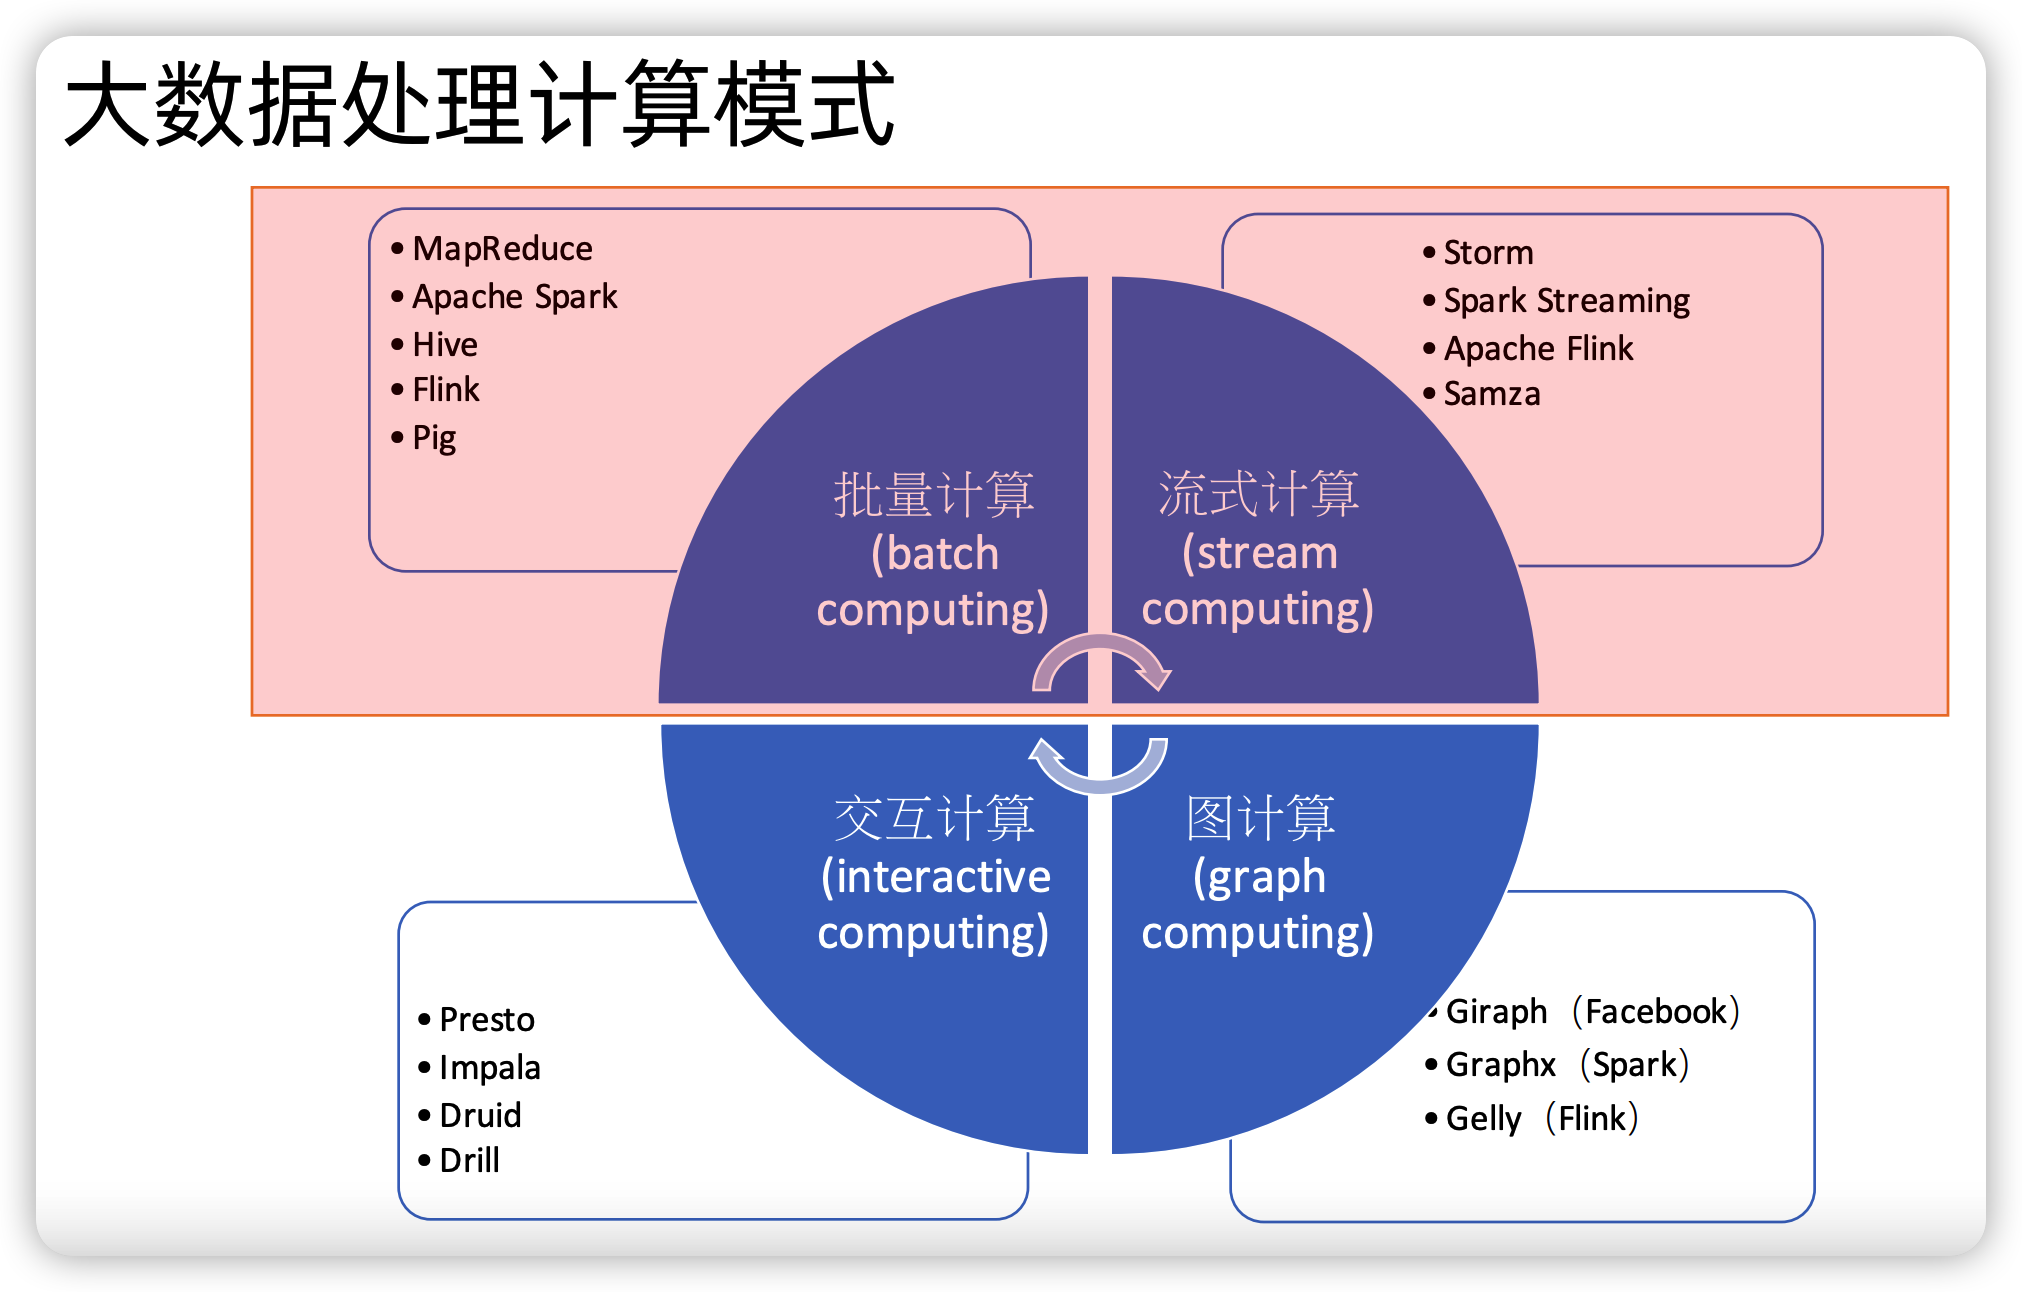 大数据处理计算模式
• MapReduce
• Apache Spark
• Hive
• Flink
• Pig
• Storm
• Spark Streaming
• Apache Flink
• Samza
批量计算
(batch
computing)
流式计算
(stream
computing)
交互计算
(interactive
computing)
图计算
(graph
computing)
• Presto
• Impala
• Druid
• Drill
• Giraph（Facebook）
• Graphx（Spark）
• Gelly（Flink）